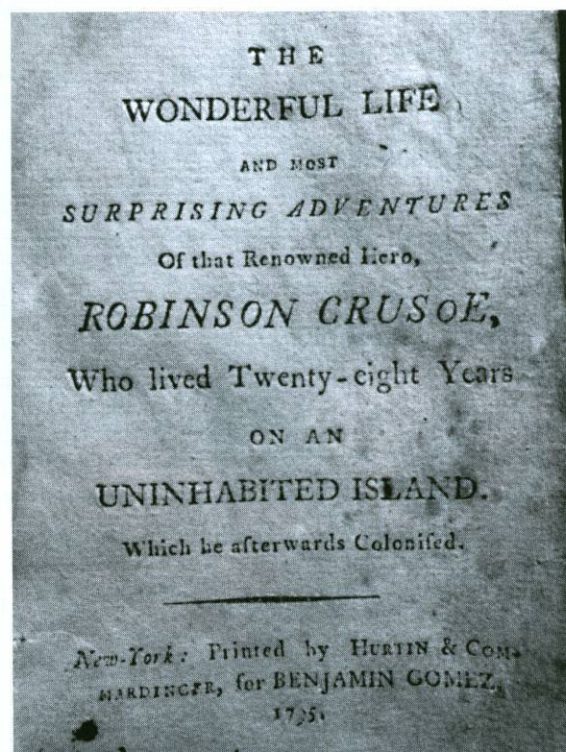 THE
WONDERFUL LIFE
AND MOST
SURPRISING ADVENTURES
Of that Renowned Hero,
ROBINSON CRUSOE,
Who lived Twenty-eight Years
ON AN
UNINHABITED ISLAND.
Which he afterwards Coloniſed.
New-York: Printed by HURTIN & COM-
MARDINGER, for BENJAMIN GOMEZ,
1795.